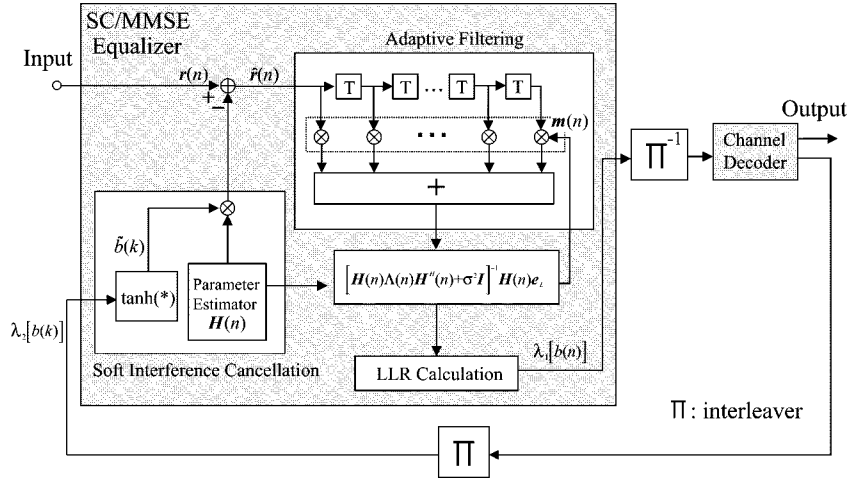 SC/MMSE
Equalizer
Adaptive Filtering
Input
r(n)
r̂(n)
+
−
T T ... T T
m(n)
...
+
Output
∏⁻¹
Channel
Decoder
b̃(k)
tanh(*)
Parameter
Estimator
H(n)
[H(n)Λ(n)Hᴴ(n)+σ²I]⁻¹H(n)e_L
λ₂[b(k)]
λ₁[b(n)]
Soft Interference Cancellation
LLR Calculation
∏ : interleaver
∏